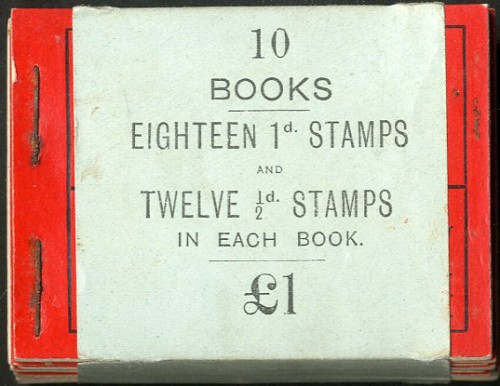 10
BOOKS
EIGHTEEN 1d. STAMPS
AND
TWELVE ½d. STAMPS
IN EACH BOOK.
£1